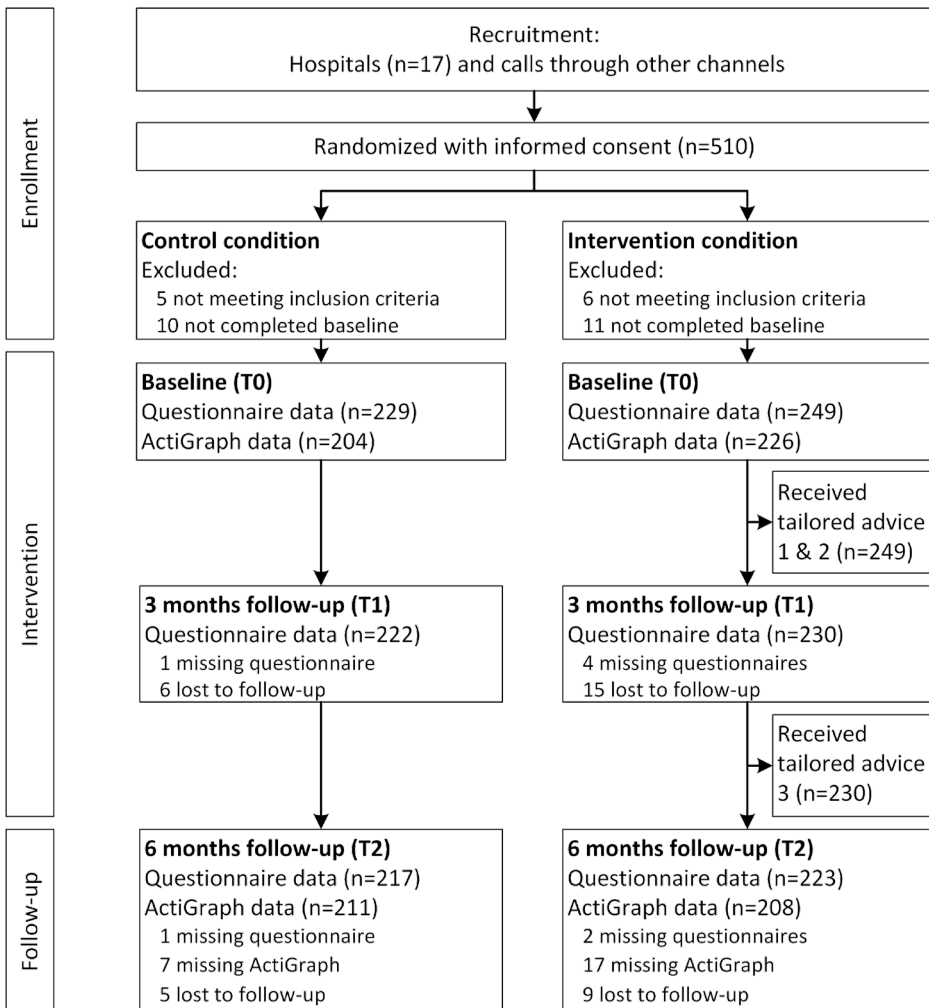 Enrollment
Recruitment:
Hospitals (n=17) and calls through other channels
Randomized with informed consent (n=510)
Control condition
Excluded:
5 not meeting inclusion criteria
10 not completed baseline
Intervention condition
Excluded:
6 not meeting inclusion criteria
11 not completed baseline
Intervention
Baseline (T0)
Questionnaire data (n=229)
ActiGraph data (n=204)
Baseline (T0)
Questionnaire data (n=249)
ActiGraph data (n=226)
Received
tailored advice
1 & 2 (n=249)
3 months follow-up (T1)
Questionnaire data (n=222)
1 missing questionnaire
6 lost to follow-up
3 months follow-up (T1)
Questionnaire data (n=230)
4 missing questionnaires
15 lost to follow-up
Received
tailored advice
3 (n=230)
Follow-up
6 months follow-up (T2)
Questionnaire data (n=217)
ActiGraph data (n=211)
1 missing questionnaire
7 missing ActiGraph
5 lost to follow-up
6 months follow-up (T2)
Questionnaire data (n=223)
ActiGraph data (n=208)
2 missing questionnaires
17 missing ActiGraph
9 lost to follow-up